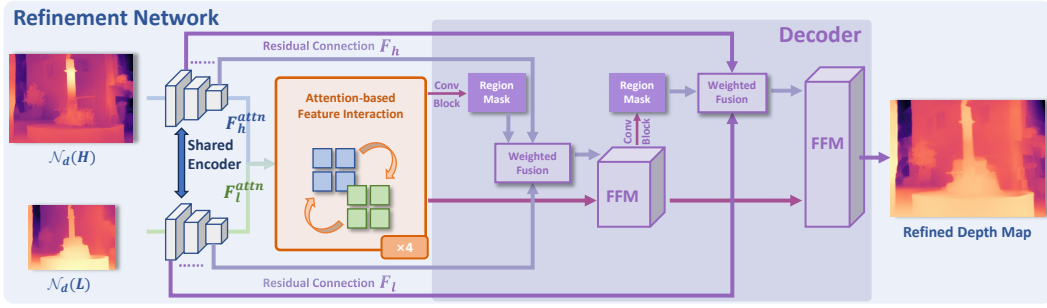 Refinement Network
Decoder
Residual Connection F_h
......
Conv
Block
Region
Mask
Region
Mask
Weighted
Fusion
Attention-based
Feature Interaction
F_h^{attn}
Conv
Block
𝒩_d(H)
Shared
Encoder
Weighted
Fusion
FFM
F_l^{attn}
FFM
×4
Refined Depth Map
......
𝒩_d(L)
Residual Connection F_l